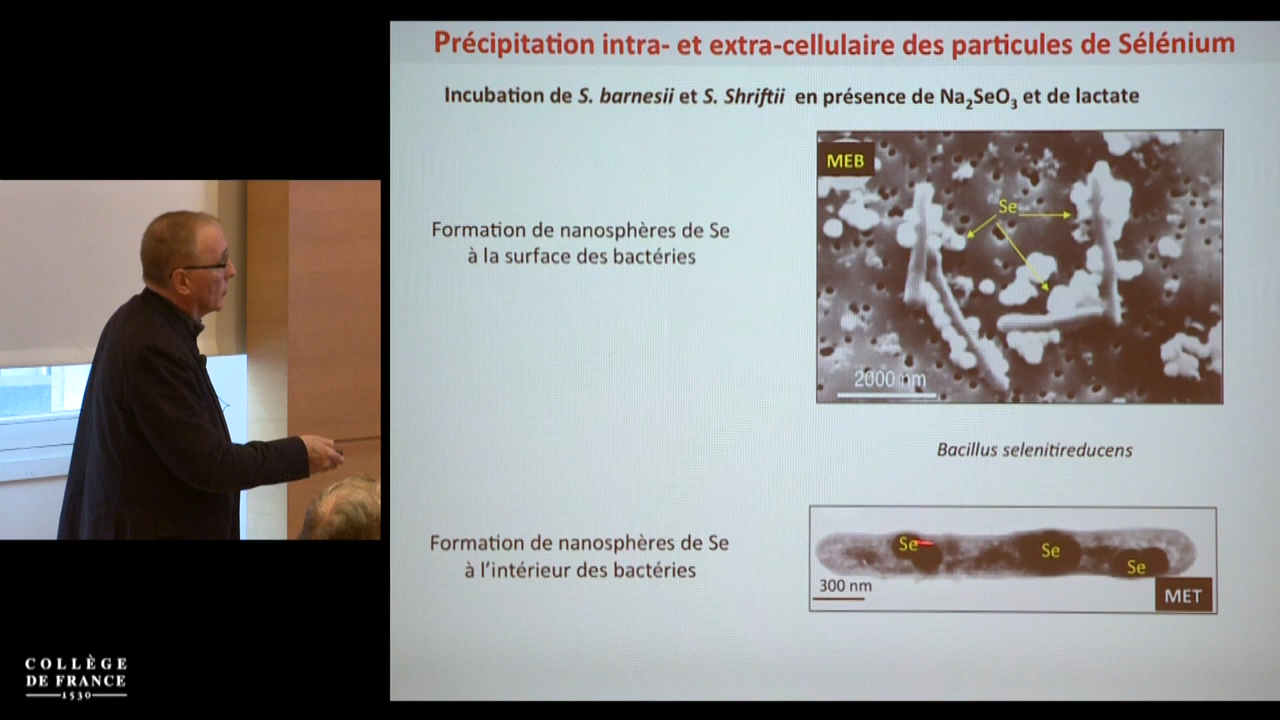 Précipitation intra- et extra-cellulaire des particules de Sélénium
Incubation de S. barnesii et S. Shriftii en présence de Na₂SeO₃ et de lactate
MEB
Se
Formation de nanosphères de Se
à la surface des bactéries
2000 nm
Bacillus selenitireducens
Formation de nanosphères de Se
à l'intérieur des bactéries
Se
Se
Se
300 nm
MET
COLLÈGE
DE FRANCE
1530